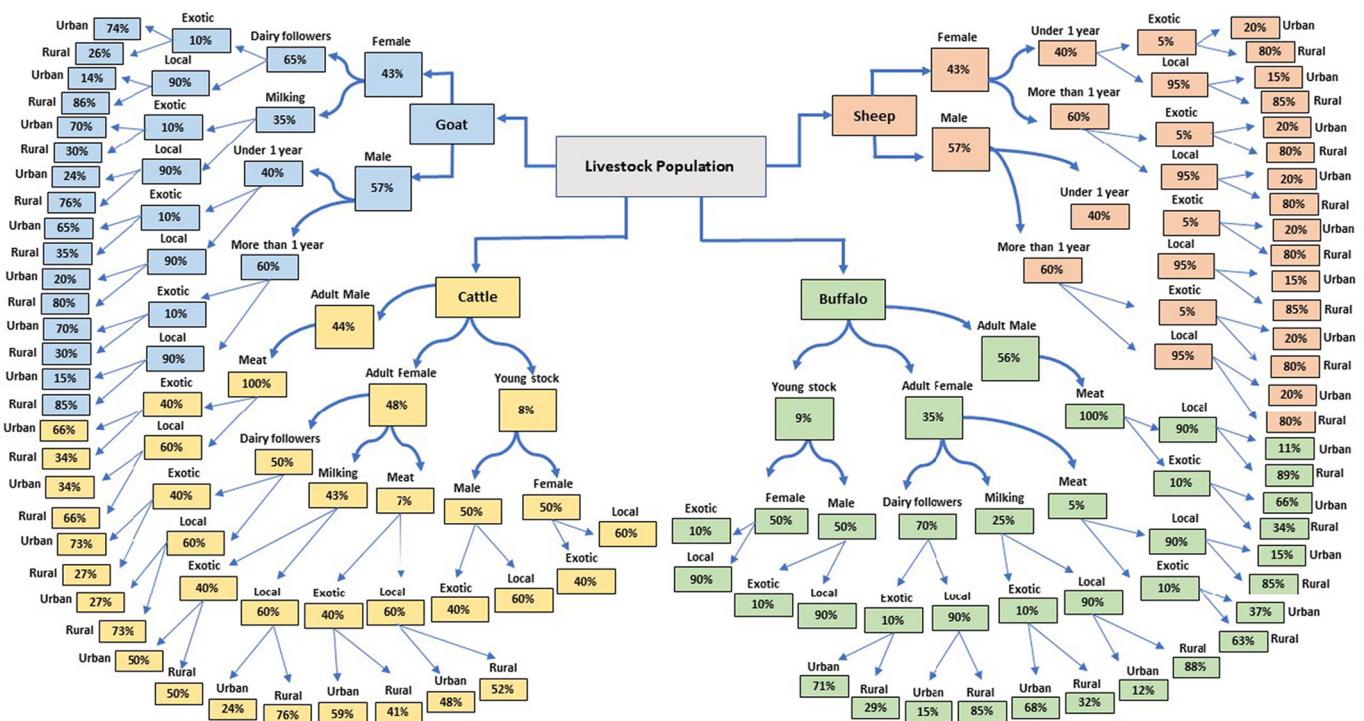 Livestock Population
Goat
Female
43%
Dairy followers
65%
Exotic
10%
Urban
74%
Rural
26%
Local
90%
Urban
14%
Rural
86%
Milking
35%
Exotic
10%
Urban
70%
Rural
30%
Local
90%
Urban
24%
Rural
76%
Male
57%
Under 1 year
40%
Exotic
10%
Urban
65%
Rural
35%
Local
90%
Urban
20%
Rural
80%
More than 1 year
60%
Exotic
10%
Urban
70%
Rural
30%
Local
90%
Urban
15%
Rural
85%
Sheep
Female
43%
Under 1 year
40%
Exotic
5%
20%
Urban
80%
Rural
Local
95%
15%
Urban
85%
Rural
More than 1 year
60%
Exotic
5%
20%
Urban
80%
Rural
Local
95%
20%
Urban
80%
Rural
Male
57%
Under 1 year
40%
Exotic
5%
20%
Urban
80%
Rural
Local
95%
15%
Urban
85%
Rural
More than 1 year
60%
Exotic
5%
20%
Urban
80%
Rural
Local
95%
20%
Urban
80%
Rural
Cattle
Adult Male
44%
Meat
100%
Exotic
40%
Urban
66%
Rural
34%
Local
60%
Urban
34%
Rural
66%
Adult Female
48%
Dairy followers
50%
Exotic
40%
Urban
73%
Rural
27%
Local
60%
Urban
27%
Rural
73%
Milking
43%
Exotic
40%
Urban
50%
Rural
50%
Local
60%
Urban
24%
Rural
76%
Meat
7%
Exotic
40%
Urban
59%
Rural
41%
Local
60%
Urban
48%
Rural
52%
Young stock
8%
Male
50%
Exotic
40%
Local
60%
Female
50%
Local
60%
Exotic
40%
Buffalo
Adult Male
56%
Meat
100%
Local
90%
11%
Urban
89%
Rural
Exotic
10%
66%
Urban
34%
Rural
Young stock
9%
Female
50%
Exotic
10%
Local
90%
Male
50%
Exotic
10%
Local
90%
Adult Female
35%
Dairy followers
70%
Exotic
10%
Urban
71%
Rural
29%
Local
90%
Urban
15%
Rural
85%
Milking
25%
Exotic
10%
Urban
68%
Rural
32%
Local
90%
Urban
12%
Rural
88%
Meat
5%
Local
90%
15%
Urban
85%
Rural
Exotic
10%
37%
Urban
63%
Rural